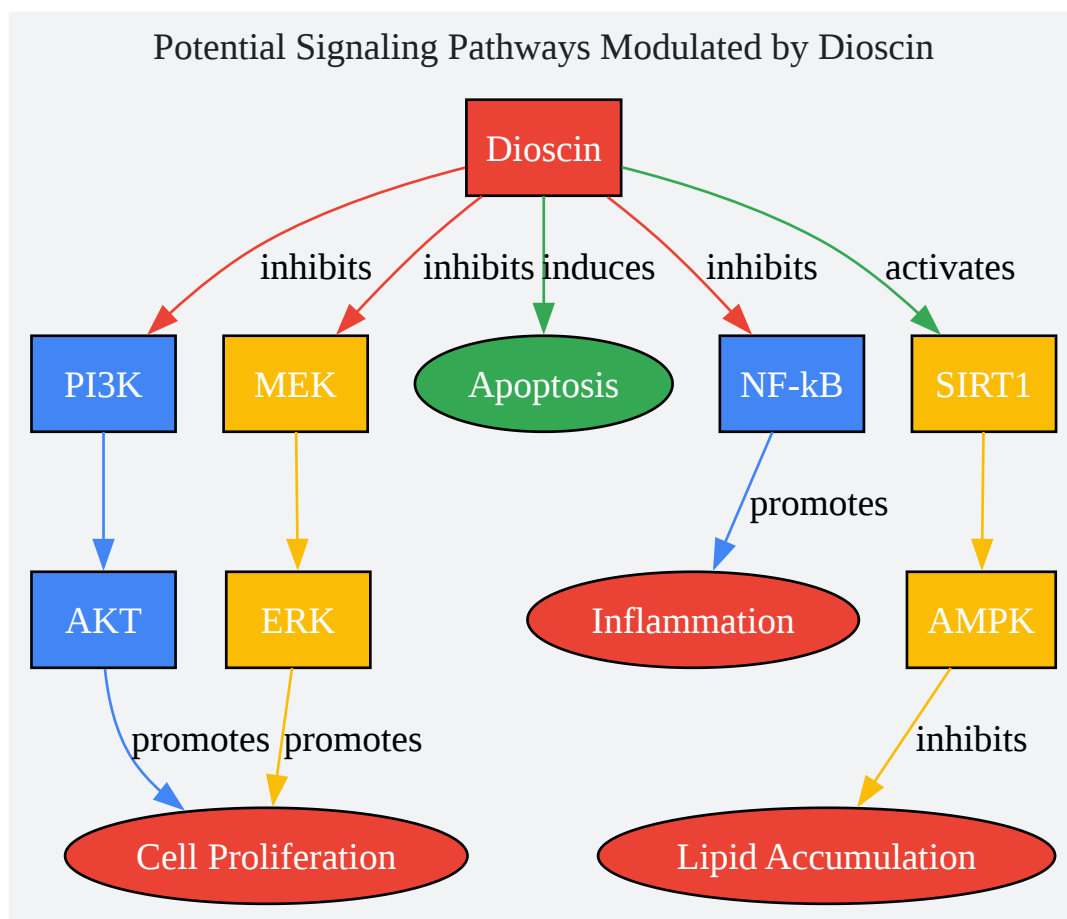 Potential Signaling Pathways Modulated by Dioscin
Dioscin
inhibits
inhibits
induces
inhibits
activates
PI3K
MEK
Apoptosis
NF-kB
SIRT1
promotes
AKT
ERK
Inflammation
AMPK
promotes
promotes
inhibits
Cell Proliferation
Lipid Accumulation